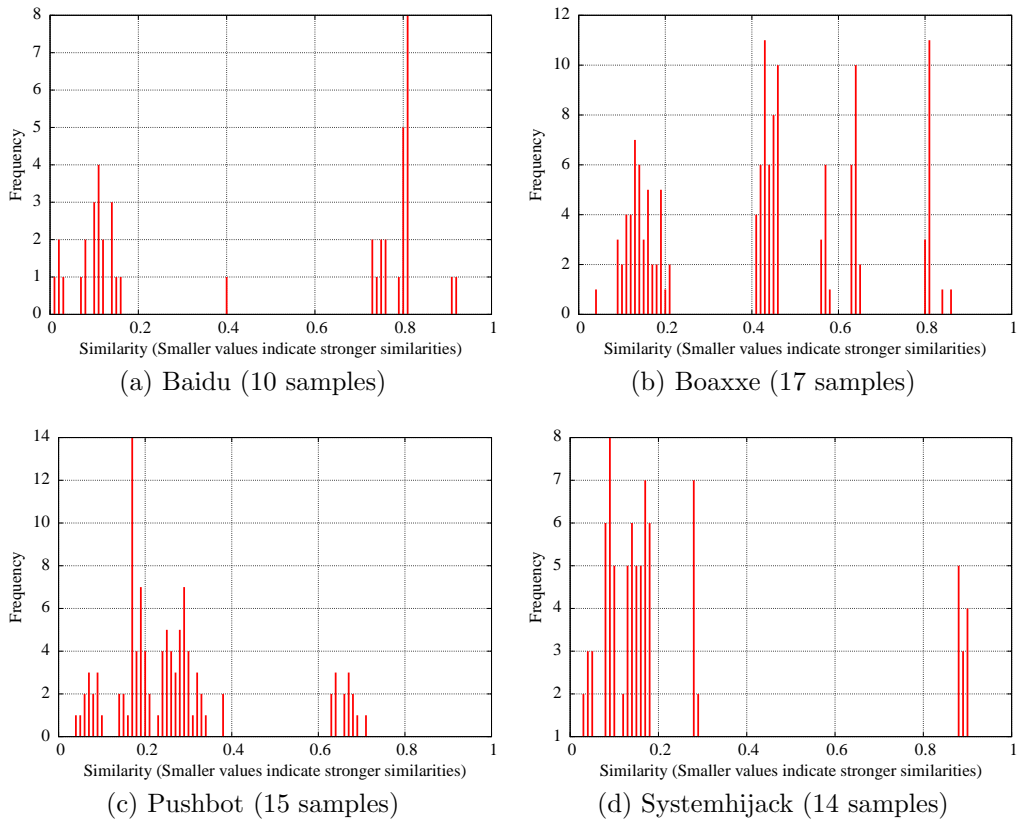 8
7
6
5
4
3
2
1
0
Frequency
0 0.2 0.4 0.6 0.8 1
Similarity (Smaller values indicate stronger similarities)
(a) Baidu (10 samples)
12
10
8
6
4
2
0
Frequency
0 0.2 0.4 0.6 0.8 1
Similarity (Smaller values indicate stronger similarities)
(b) Boaxxe (17 samples)
14
12
10
8
6
4
2
0
Frequency
0 0.2 0.4 0.6 0.8 1
Similarity (Smaller values indicate stronger similarities)
(c) Pushbot (15 samples)
8
7
6
5
4
3
2
1
Frequency
0 0.2 0.4 0.6 0.8 1
Similarity (Smaller values indicate stronger similarities)
(d) Systemhijack (14 samples)